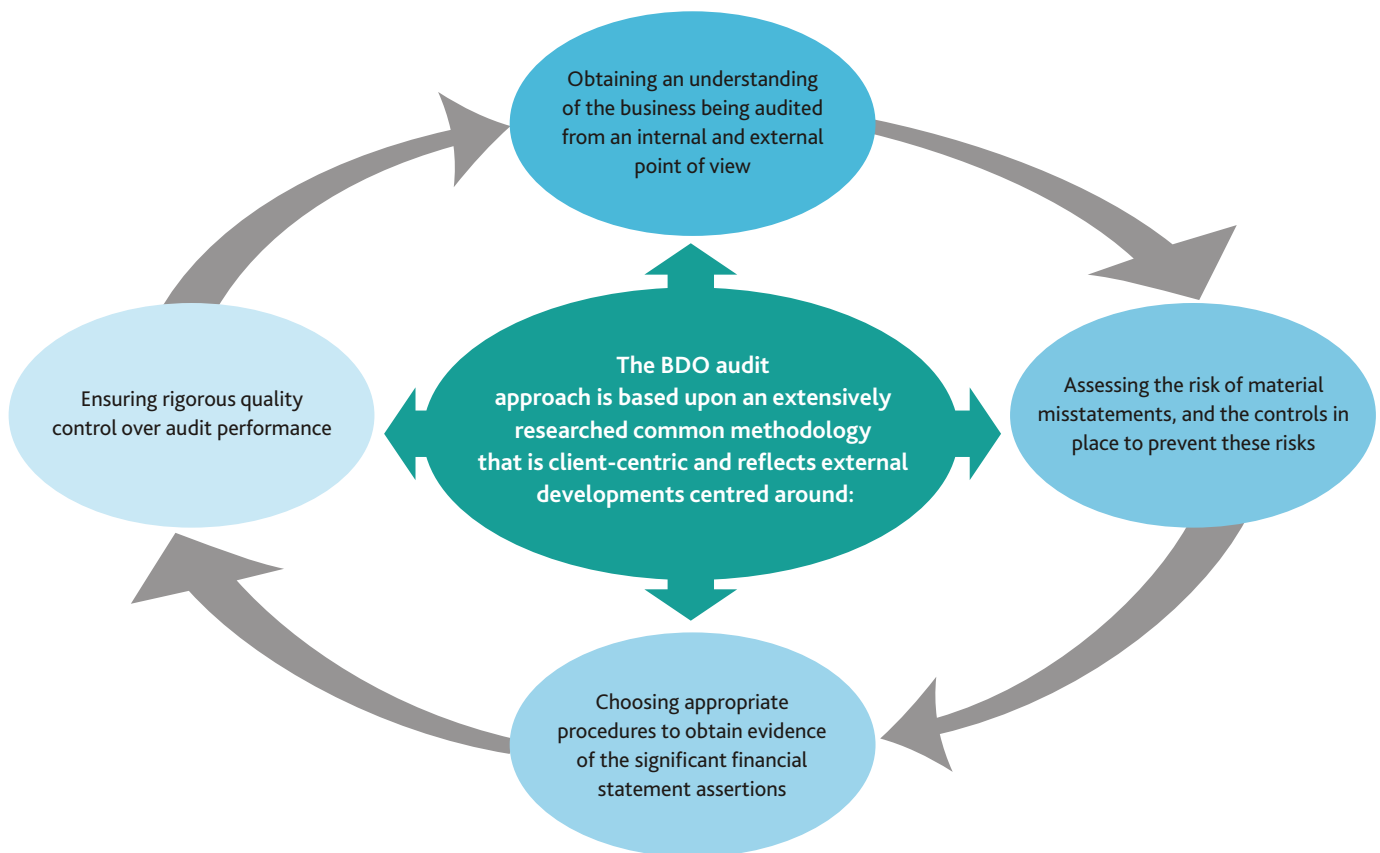 Obtaining an understanding
of the business being audited
from an internal and external
point of view
Ensuring rigorous quality
control over audit performance
The BDO audit
approach is based upon an extensively
researched common methodology
that is client-centric and reflects external
developments centred around:
Assessing the risk of material
misstatements, and the controls in
place to prevent these risks
Choosing appropriate
procedures to obtain evidence
of the significant financial
statement assertions